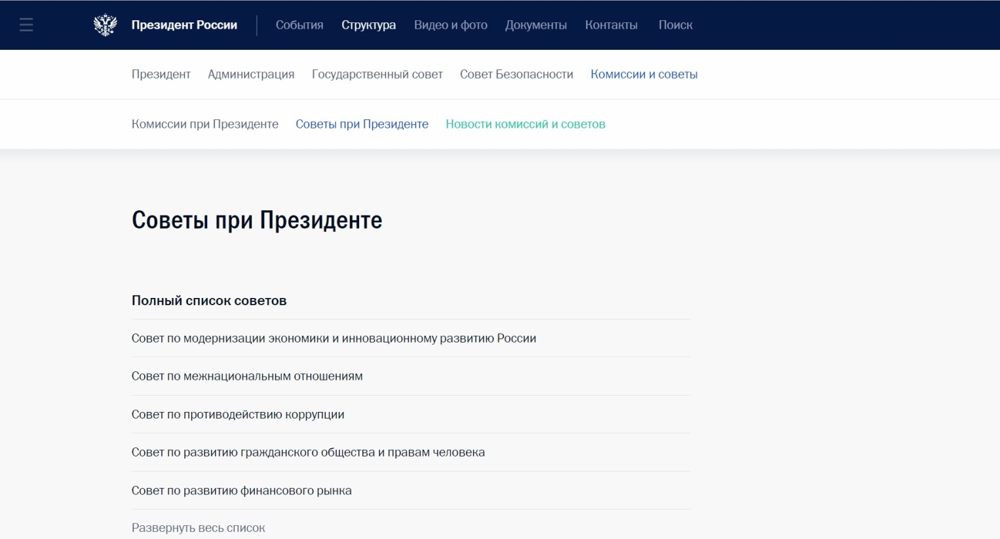 Президент России
События Структура Видео и фото Документы Контакты Поиск
Президент Администрация Государственный совет Совет Безопасности Комиссии и советы
Комиссии при Президенте Советы при Президенте Новости комиссий и советов
Советы при Президенте
Полный список советов
Совет по модернизации экономики и инновационному развитию России
Совет по межнациональным отношениям
Совет по противодействию коррупции
Совет по развитию гражданского общества и правам человека
Совет по развитию финансового рынка
Развернуть весь список